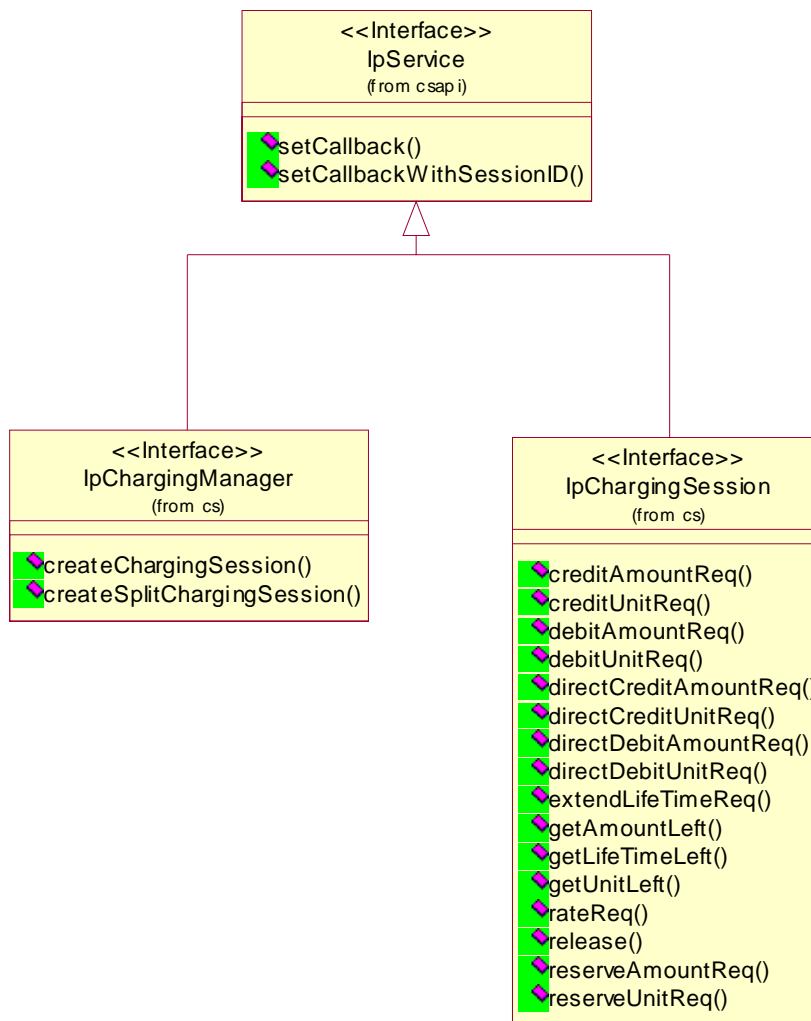 <<Interface>>
IpService
(from csapi)
setCallback()
setCallbackWithSessionID()
<<Interface>>
IpChargingManager
(from cs)
createChargingSession()
createSplitChargingSession()
<<Interface>>
IpChargingSession
(from cs)
creditAmountReq()
creditUnitReq()
debitAmountReq()
debitUnitReq()
directCreditAmountReq()
directCreditUnitReq()
directDebitAmountReq()
directDebitUnitReq()
extendLifeTimeReq()
getAmountLeft()
getLifeTimeLeft()
getUnitLeft()
rateReq()
release()
reserveAmountReq()
reserveUnitReq()